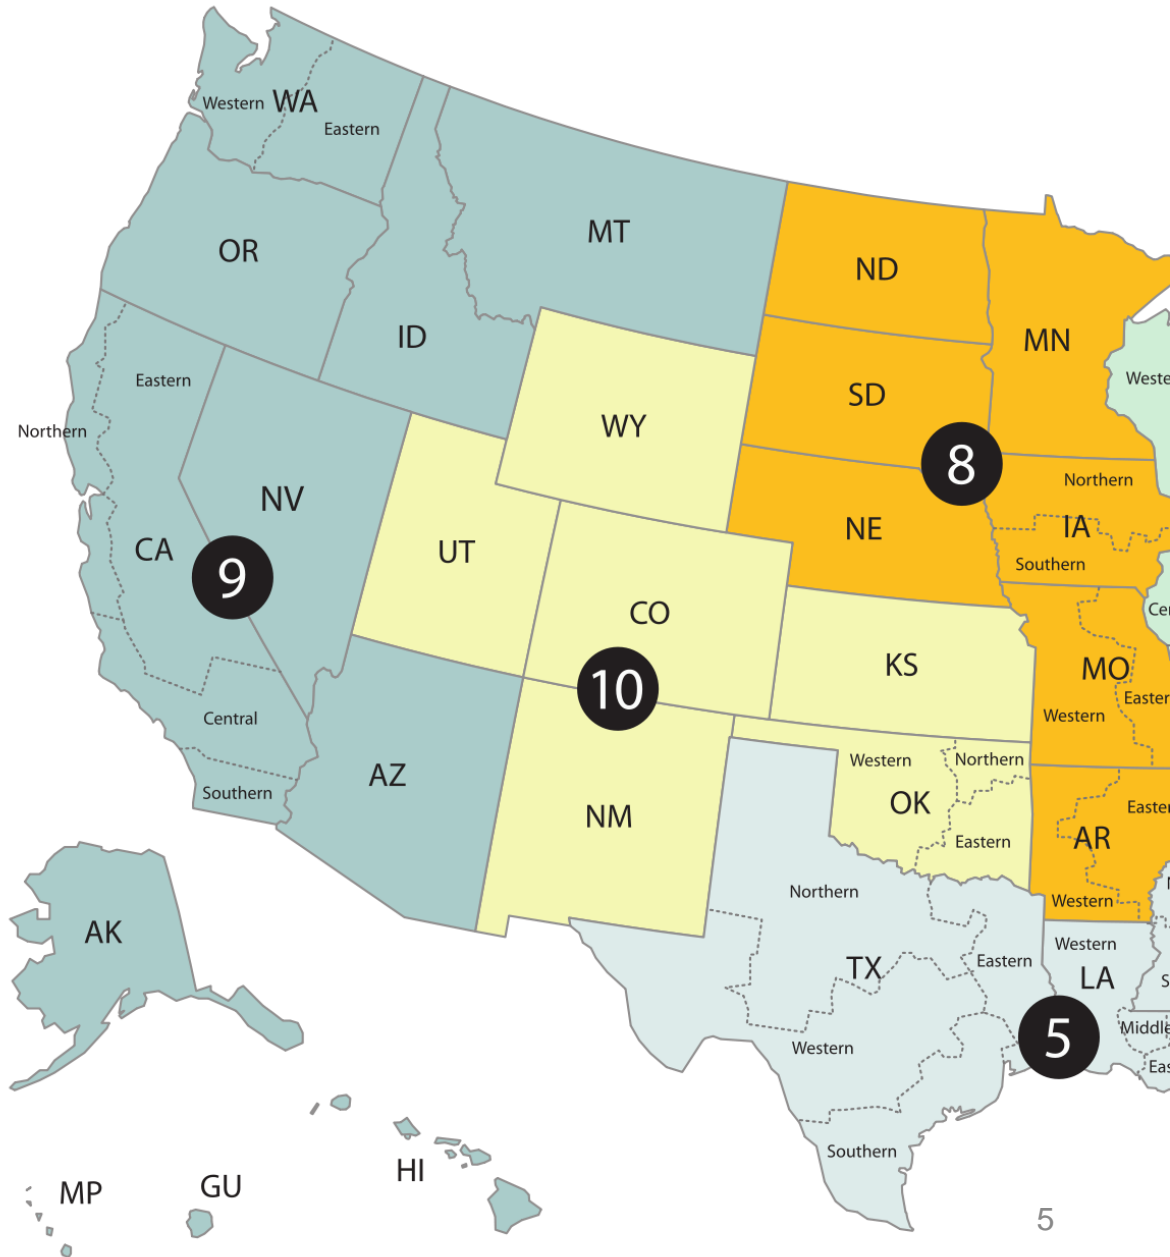 WA
Western
Eastern
OR
MT
ID
ND
MN
SD
WY
NE
8
Northern
IA
Southern
Eastern
Northern
NV
CA
9
UT
CO
10
KS
MO
Western
Central
Southern
AZ
NM
Western
Northern
OK
Eastern
AR
Western
Northern
TX
Eastern
Western
LA
5
Middle
Western
Southern
AK
HI
GU
MP
5